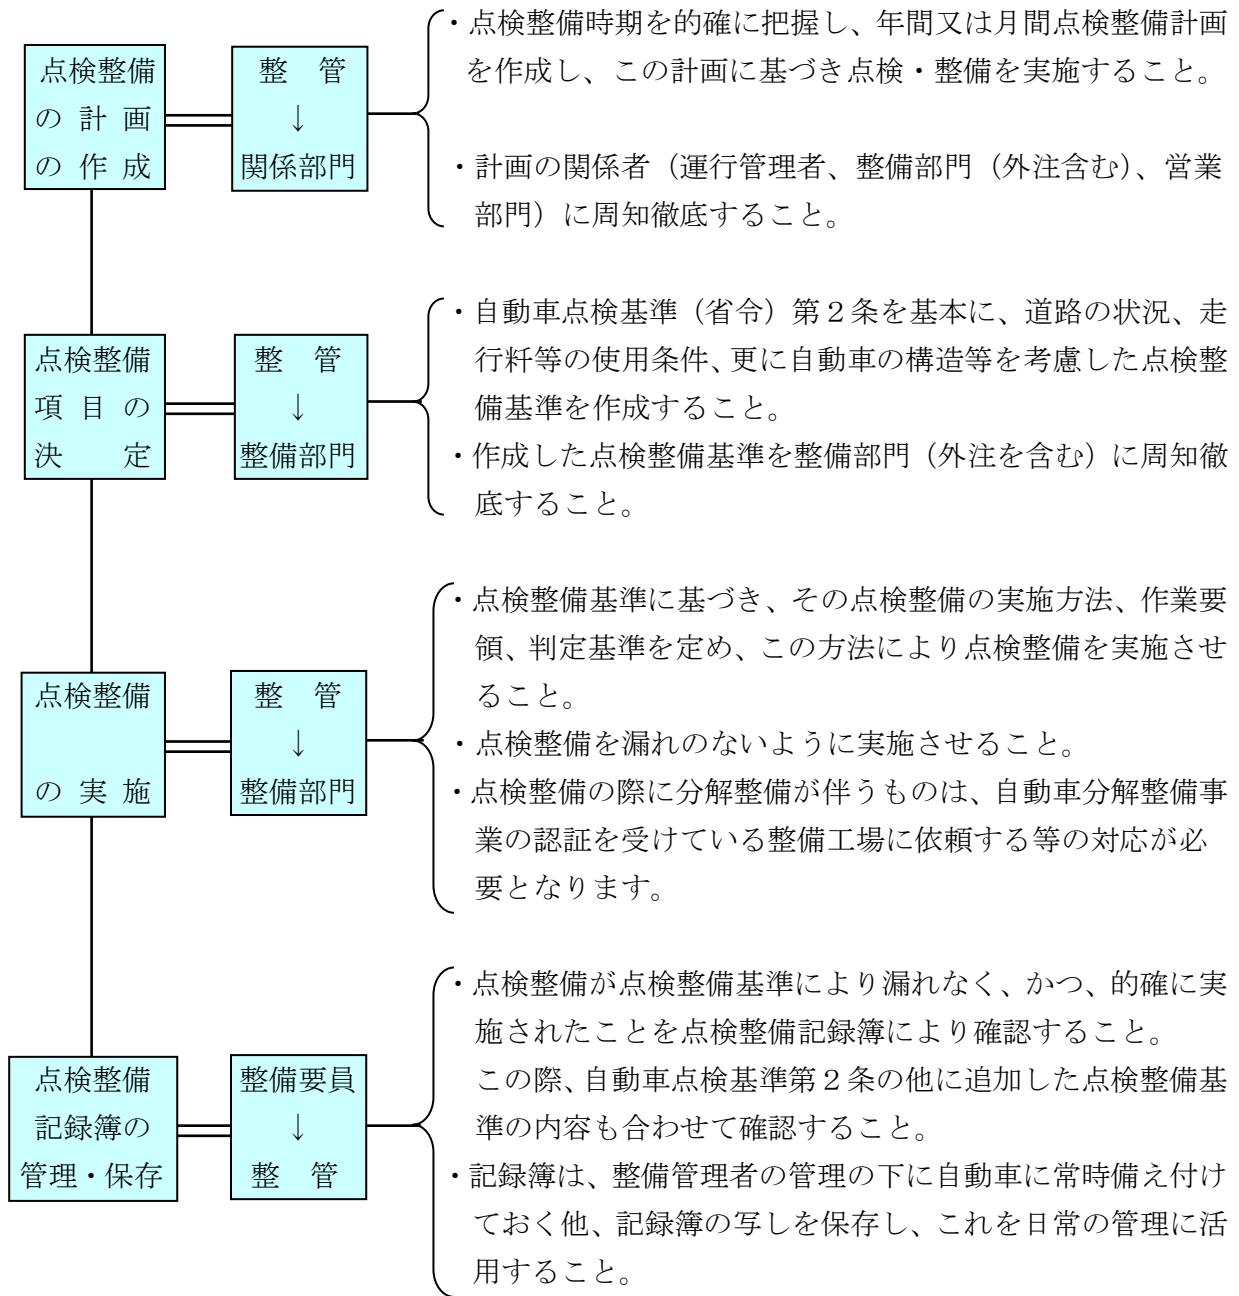 点検整備
の計画
の作成
整 管
↓
関係部門
・点検整備時期を的確に把握し、年間又は月間点検整備計画
を作成し、この計画に基づき点検・整備を実施すること。
・計画の関係者（運行管理者、整備部門（外注含む）、営業
部門）に周知徹底すること。
点検整備
項目の
決 定
整 管
↓
整備部門
・自動車点検基準（省令）第２条を基本に、道路の状況、走
行粁等の使用条件、更に自動車の構造等を考慮した点検整
備基準を作成すること。
・作成した点検整備基準を整備部門（外注を含む）に周知徹
底すること。
点検整備
の実施
整 管
↓
整備部門
・点検整備基準に基づき、その点検整備の実施方法、作業要
領、判定基準を定め、この方法により点検整備を実施させ
ること。
・点検整備を漏れのないように実施させること。
・点検整備の際に分解整備が伴うものは、自動車分解整備事
業の認証を受けている整備工場に依頼する等の対応が必
要となります。
点検整備
記録簿の
管理・保存
整備要員
↓
整 管
・点検整備が点検整備基準により漏れなく、かつ、的確に実
施されたことを点検整備記録簿により確認すること。
この際、自動車点検基準第２条の他に追加した点検整備基
準の内容も合わせて確認すること。
・記録簿は、整備管理者の管理の下に自動車に常時備え付け
ておく他、記録簿の写しを保存し、これを日常の管理に活
用すること。